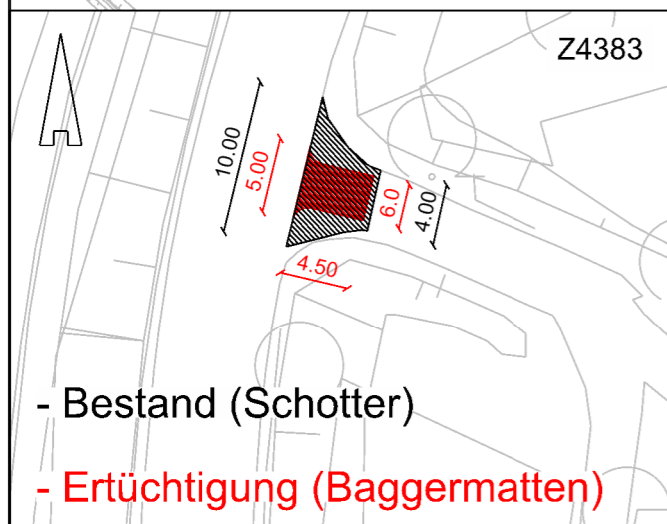 Z4383
10.00
5.00
6.0
4.00
4.50
- Bestand (Schotter)
- Ertüchtigung (Baggermatten)